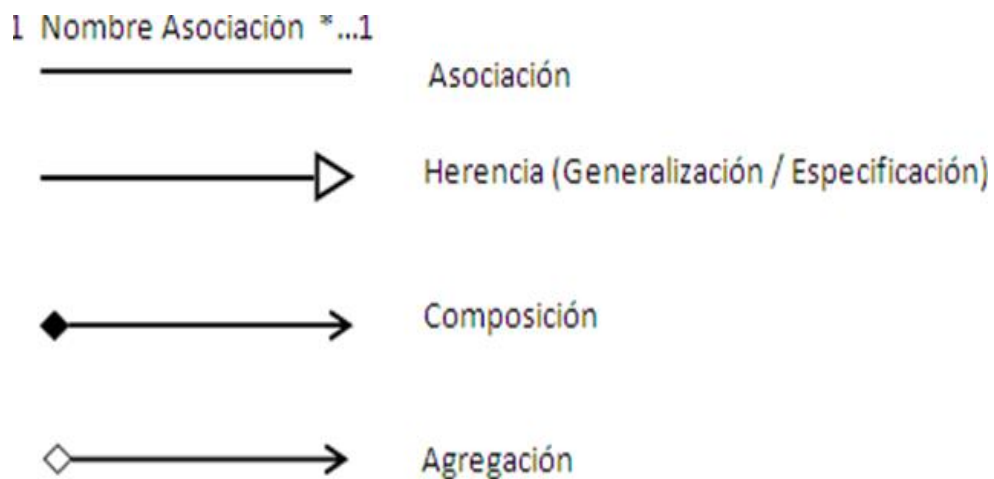 1 Nombre Asociación *...1
Asociación
Herencia (Generalización / Especificación)
Composición
Agregación